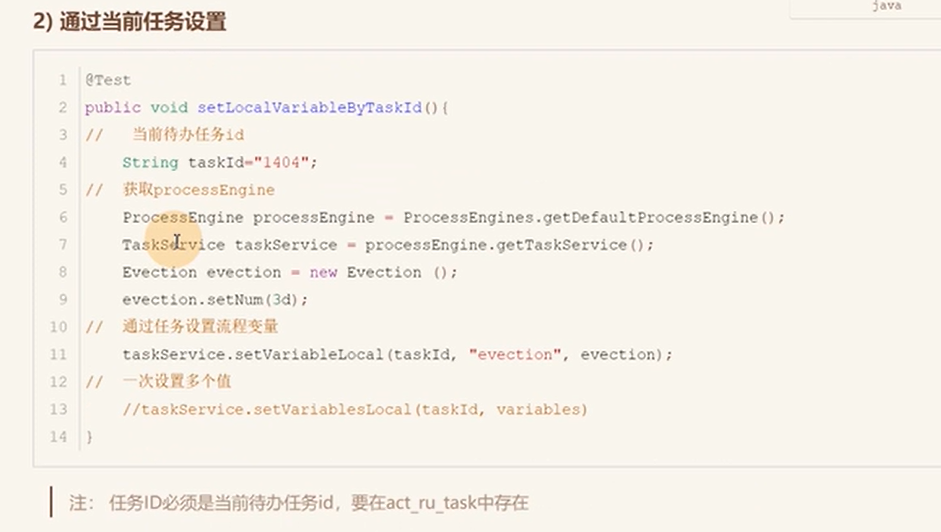 java
2) 通过当前任务设置
1 @Test
2 public void setLocalVariableByTaskId(){
3 //   当前待办任务id
4     String taskId="1404";
5 //  获取processEngine
6     ProcessEngine processEngine = ProcessEngines.getDefaultProcessEngine();
7     TaskService taskService = processEngine.getTaskService();
8     Evection evection = new Evection ();
9     evection.setNum(3d);
10 //  通过任务设置流程变量
11     taskService.setVariableLocal(taskId, "evection", evection);
12 //  一次设置多个值
13     //taskService.setVariablesLocal(taskId, variables)
14 }
注： 任务ID必须是当前待办任务id，要在act_ru_task中存在